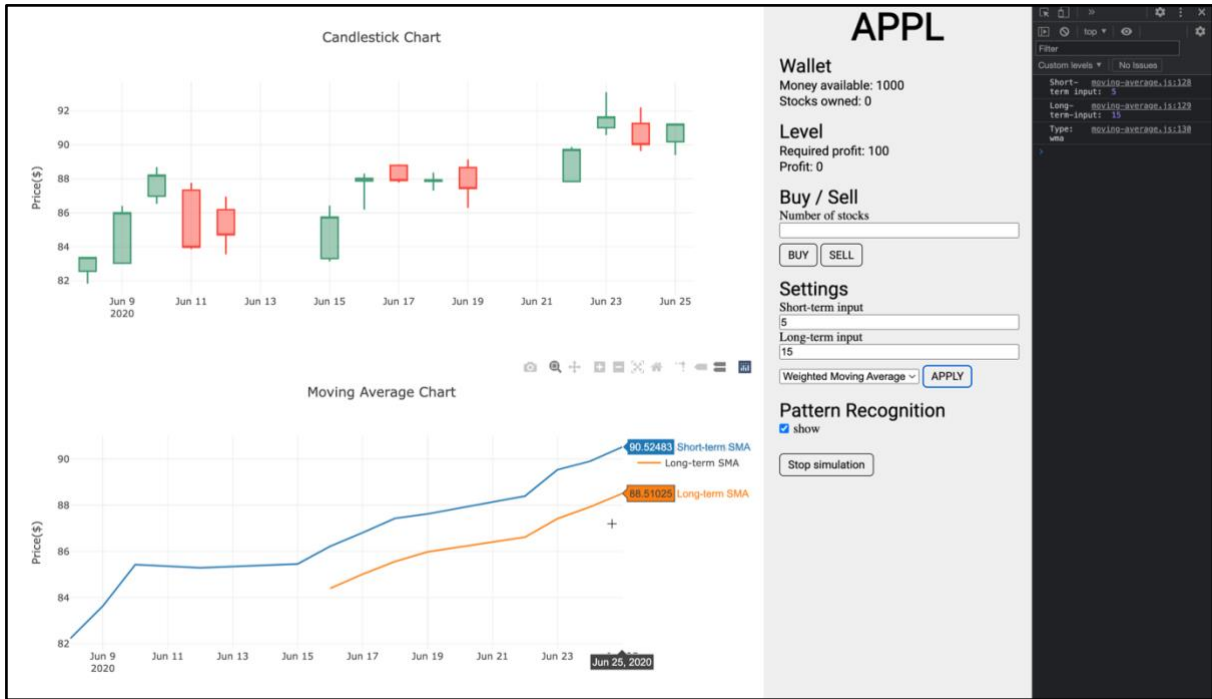 Candlestick Chart
Price($)
92
90
88
86
84
82
Jun 9 Jun 11 Jun 13 Jun 15 Jun 17 Jun 19 Jun 21 Jun 23 Jun 25
2020
Moving Average Chart
Price($)
90
88
86
84
82
90.52483 Short-term SMA
Long-term SMA
88.51025 Long-term SMA
Jun 9 Jun 11 Jun 13 Jun 15 Jun 17 Jun 19 Jun 21 Jun 23
2020
Jun 25, 2020
APPL
Wallet
Money available: 1000
Stocks owned: 0
Level
Required profit: 100
Profit: 0
Buy / Sell
Number of stocks
BUY SELL
Settings
Short-term input
5
Long-term input
15
Weighted Moving Average APPLY
Pattern Recognition
show
Stop simulation
top
Filter
Custom levels No Issues
Short- moving-average.js:128
term input: 5
Long- moving-average.js:129
term-input: 15
Type: moving-average.js:130
wma